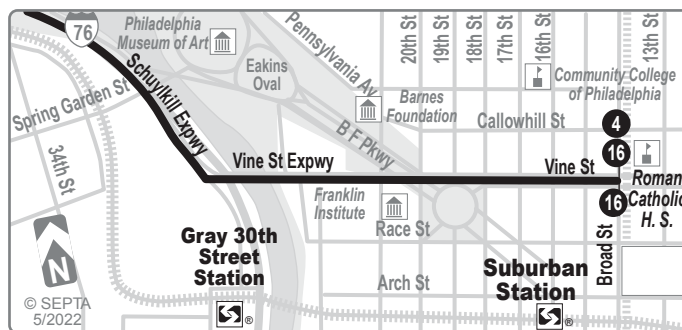 76
Philadelphia
Museum of Art
Pennsylvania Av
20th St
19th St
18th St
17th St
16th St
13th St
Eakins
Oval
Schuylkill Expwy
Spring Garden St
Community College
of Philadelphia
Barnes
Foundation
Callowhill St
4
B F Pkwy
34th St
Vine St Expwy
Vine St
16
Roman
Catholic
H. S.
16
Franklin
Institute
Race St
Broad St
Gray 30th
Street
Station
Suburban
Station
Arch St
N
© SEPTA
5/2022
®
®